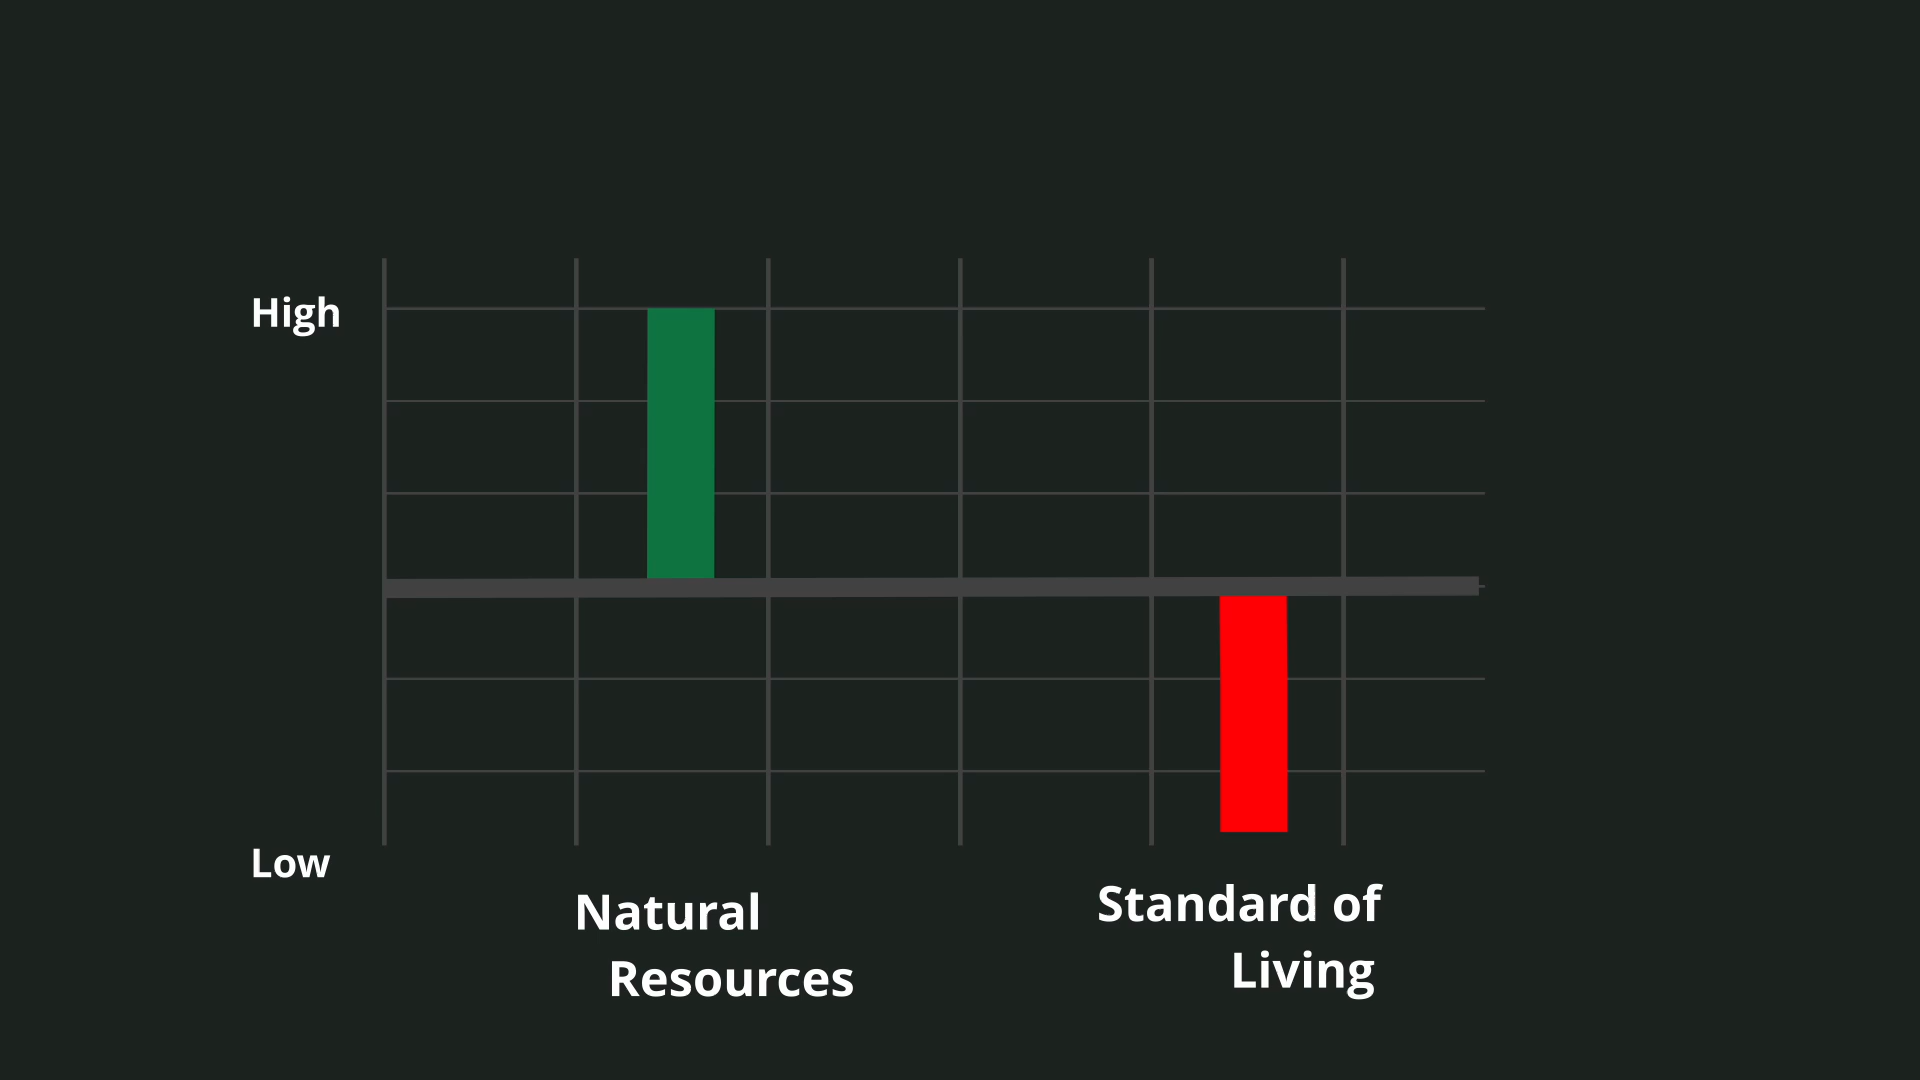 High
Low
Natural
Resources
Standard of
Living